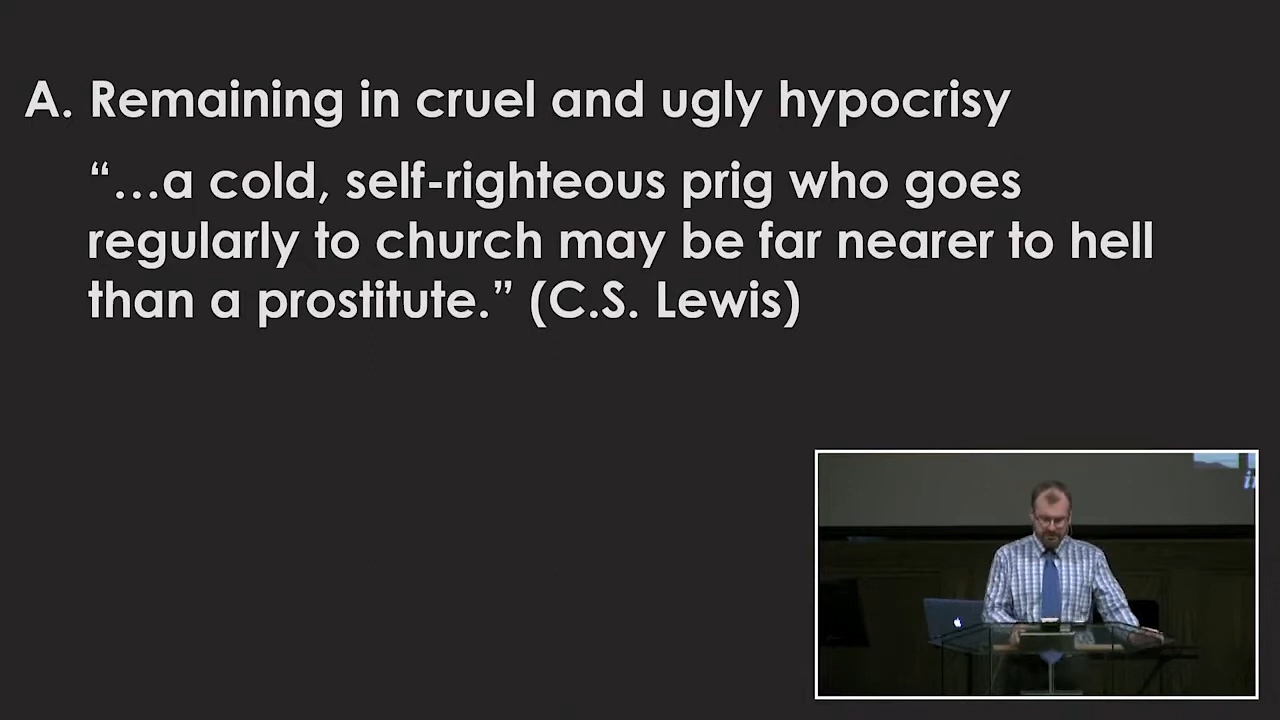 A. Remaining in cruel and ugly hypocrisy
“…a cold, self-righteous prig who goes
regularly to church may be far nearer to hell
than a prostitute.” (C.S. Lewis)